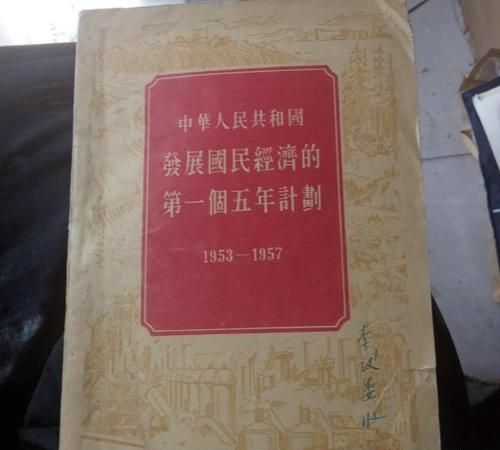 中華人民共和國
發展國民經濟的
第一個五年計劃
1953—1957